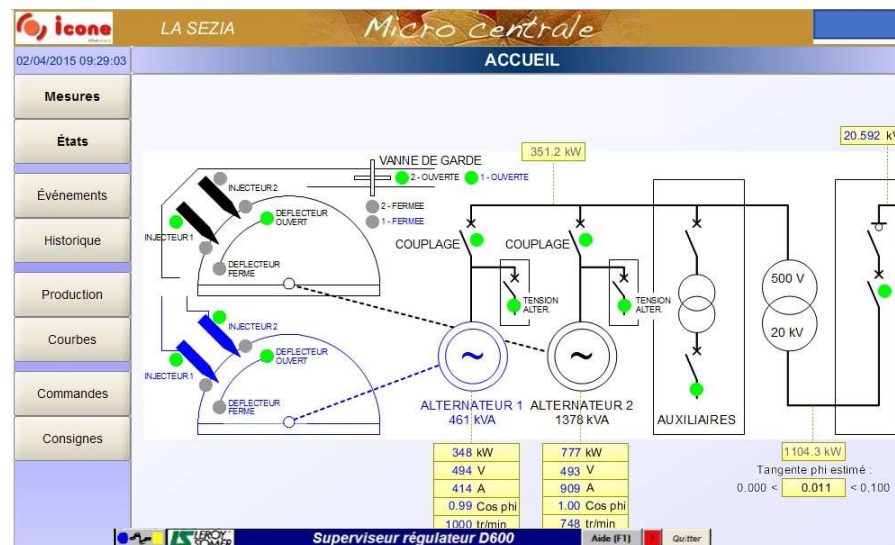 icone
LA SEZIA
Micro centrale
02/04/2015 09:29:03
ACCUEIL
Mesures
États
Événements
Historique
Production
Courbes
Commandes
Consignes
351.2 kW
20.592 kV
VANNE DE GARDE
2 - OUVERTE
1 - OUVERTE
2 - FERMEE
1 - FERMEE
INJECTEUR 2
INJECTEUR 1
DEFLECTEUR
OUVERT
DEFLECTEUR
FERME
COUPLAGE
COUPLAGE
TENSION
ALTER.
TENSION
ALTER.
500 V
20 kV
INJECTEUR 2
INJECTEUR 1
DEFLECTEUR
OUVERT
DEFLECTEUR
FERME
~
~
ALTERNATEUR 1
461 kVA
ALTERNATEUR 2
1378 kVA
AUXILIAIRES
348 kW
494 V
414 A
0.99 Cos phi
1000 tr/min
777 kW
493 V
909 A
1.00 Cos phi
748 tr/min
1104.3 kW
Tangente phi estimé :
0.000 < 0.011 < 0.100
LEROY
SOMER
Superviseur régulateur D600
Aide (F1)
?
Quitter